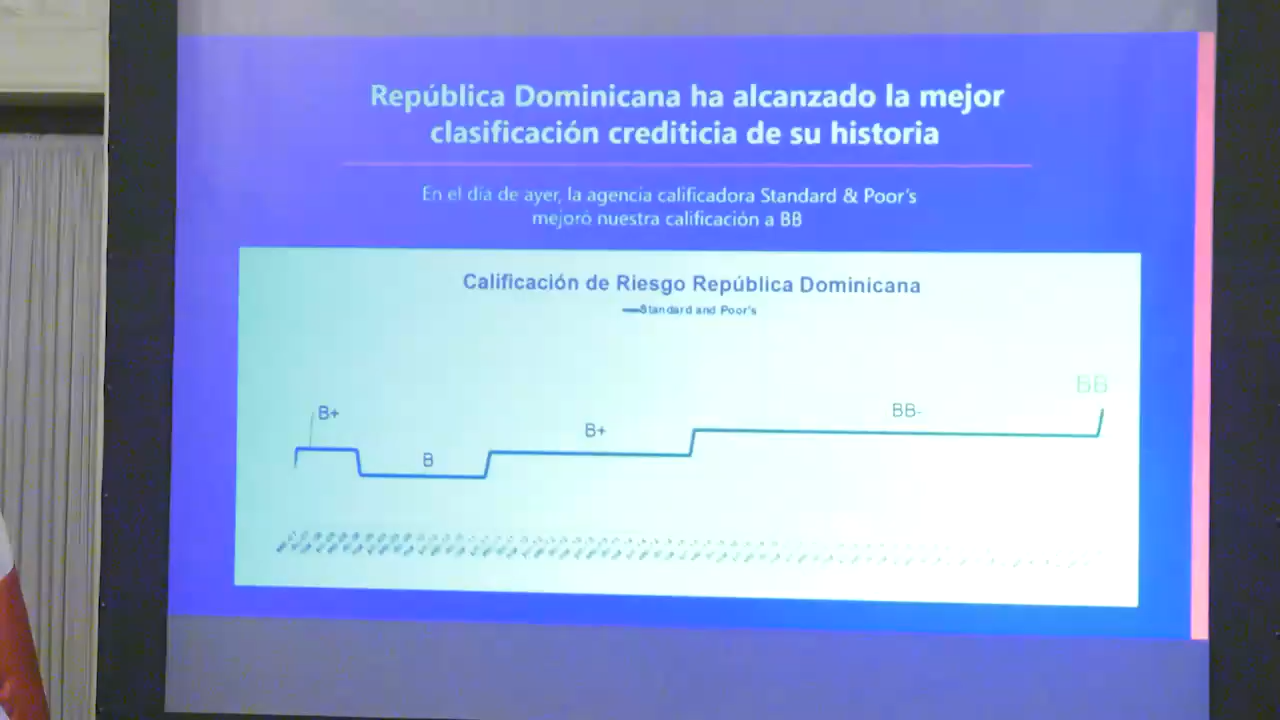 República Dominicana ha alcanzado la mejor
clasificación crediticia de su historia
En el día de ayer, la agencia calificadora Standard & Poor's
mejoró nuestra calificación a BB
Calificación de Riesgo República Dominicana
Standard and Poor's
BB
B+
BB-
B+
B